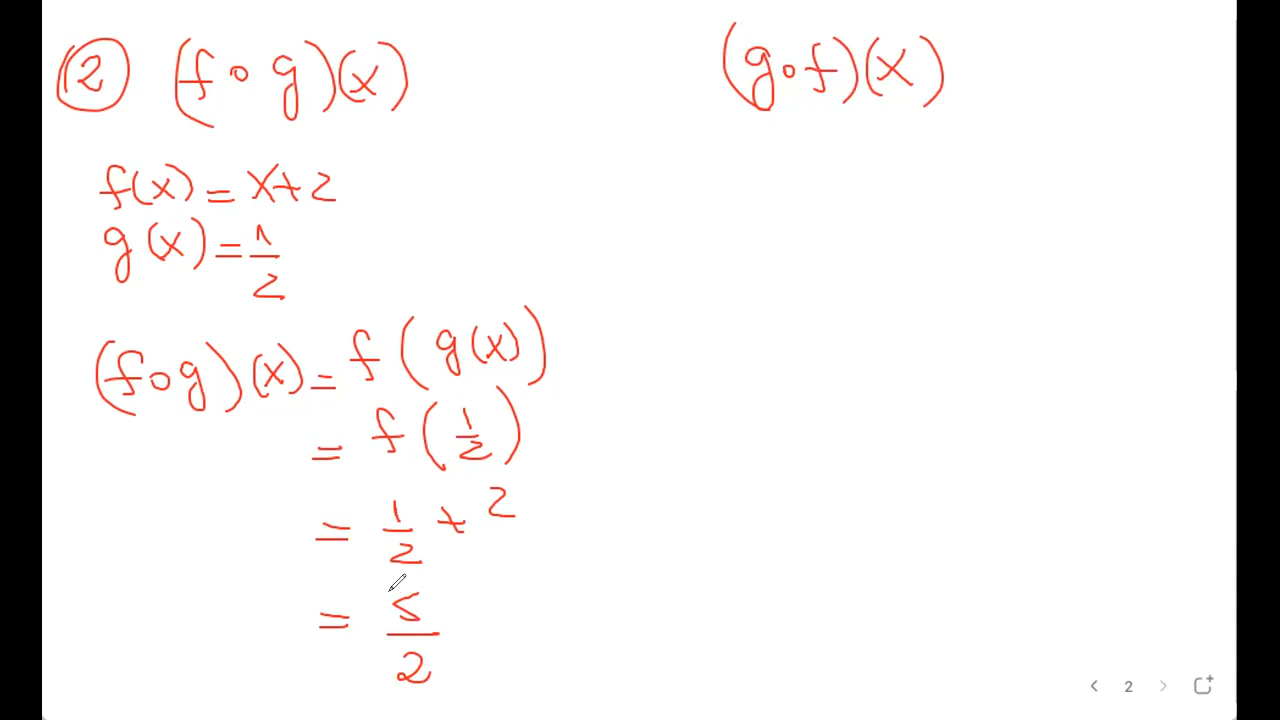 ② (f∘g)(x)
(g∘f)(x)
f(x) = x+2
g(x) = 1/2
(f∘g)(x) = f(g(x))
= f(1/2)
= 1/2 + 2
= 5/2
2